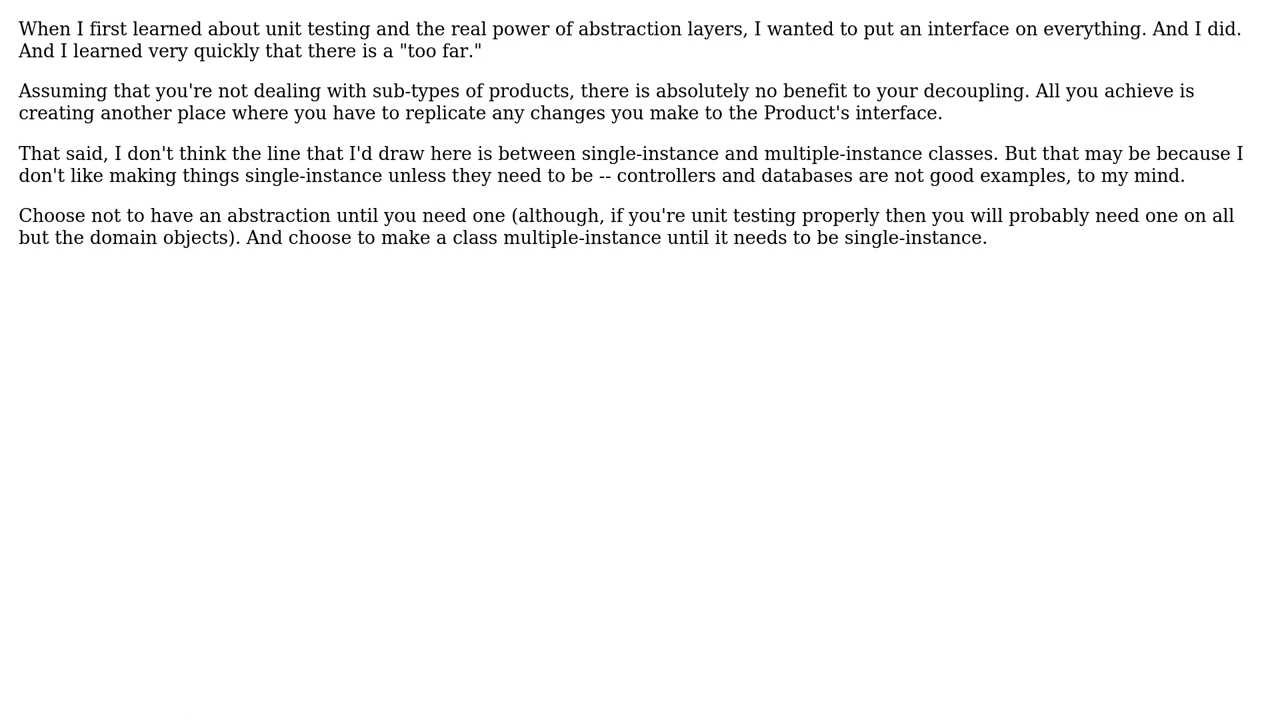 When I first learned about unit testing and the real power of abstraction layers, I wanted to put an interface on everything. And I did.
And I learned very quickly that there is a "too far."
Assuming that you're not dealing with sub-types of products, there is absolutely no benefit to your decoupling. All you achieve is
creating another place where you have to replicate any changes you make to the Product's interface.
That said, I don't think the line that I'd draw here is between single-instance and multiple-instance classes. But that may be because I
don't like making things single-instance unless they need to be -- controllers and databases are not good examples, to my mind.
Choose not to have an abstraction until you need one (although, if you're unit testing properly then you will probably need one on all
but the domain objects). And choose to make a class multiple-instance until it needs to be single-instance.